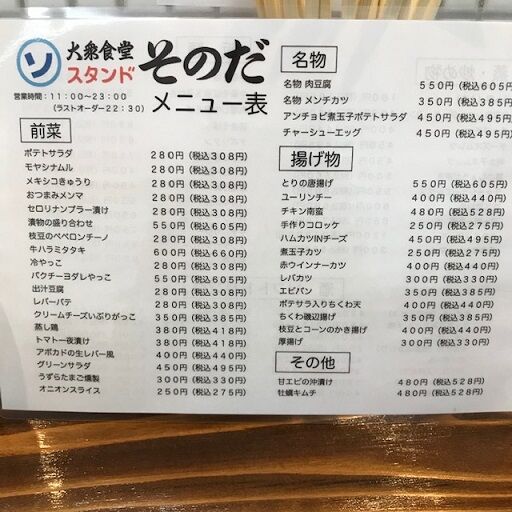 ソ 大衆食堂 スタンド そのだ
営業時間:11:00〜23:00
(ラストオーダー22:30)
メニュー表
前菜
ポテトサラダ 280円(税込308円)
モヤシナムル 280円(税込308円)
メキシコきゅうり 280円(税込308円)
おつまみメンマ 280円(税込308円)
セロリナンプラー漬け 280円(税込308円)
漬物の盛り合わせ 550円(税込605円)
枝豆のペペロンチーノ 280円(税込308円)
牛ハラミタタキ 600円(税込660円)
冷やっこ 280円(税込308円)
パクチーヨダレやっこ 550円(税込605円)
出汁豆腐 280円(税込308円)
レバーパテ 280円(税込308円)
クリームチーズいぶりがっこ 350円(税込385円)
蒸し鶏 380円(税込418円)
トマト一夜漬け 380円(税込418円)
アボカドの生レバー風 400円(税込440円)
グリーンサラダ 450円(税込495円)
うずらたまご燻製 300円(税込330円)
オニオンスライス 250円(税込275円)
名物
名物 肉豆腐 550円(税込605円)
名物 メンチカツ 350円(税込385円)
アンチョビ煮玉子ポテトサラダ 450円(税込495円)
チャーシューエッグ 450円(税込495円)
揚げ物
とりの唐揚げ 550円(税込605円)
ユーリンチー 400円(税込440円)
チキン南蛮 480円(税込528円)
手作りコロッケ 250円(税込275円)
ハムカツINチーズ 450円(税込495円)
煮玉子カツ 250円(税込275円)
赤ウインナーカツ 400円(税込440円)
レバカツ 300円(税込330円)
エビパン 350円(税込385円)
ポテサラ入りちくわ天 400円(税込440円)
ちくわ磯辺揚げ 350円(税込385円)
枝豆とコーンのかき揚げ 400円(税込440円)
厚揚げ 300円(税込330円)
その他
甘エビの沖漬け 480円(税込528円)
牡蠣キムチ 480円(税込528円)